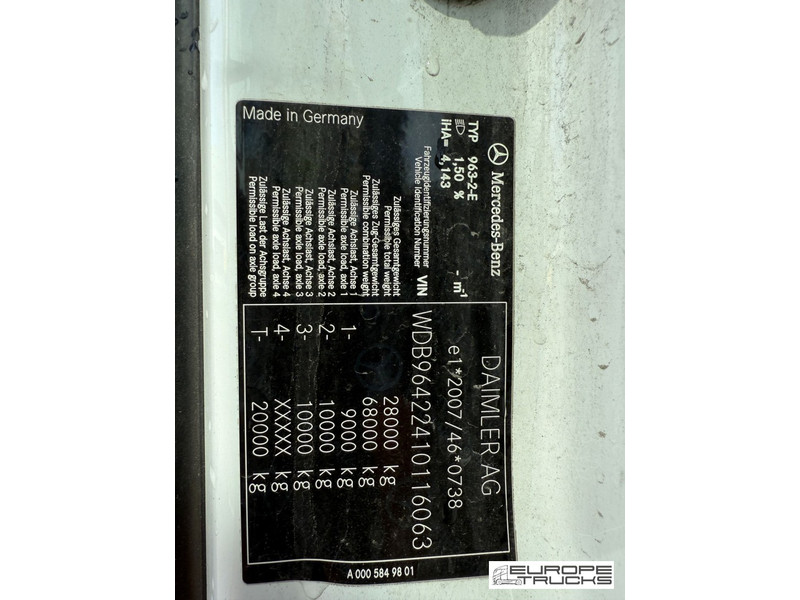 Mercedes-Benz
TYP 963-2-E
1,50 % - m-1
iHA= 4,143
DAIMLER AG
e1*2007/46*0738
Fahrzeugidentifizierungsnummer
Vehicle Identification Number VIN WDB96422410116063
Zulässiges Gesamtgewicht
Permissible total weight 28000 kg
Zulässiges Zug-Gesamtgewicht
Permissible combination weight 68000 kg
Zulässige Achslast, Achse 1
Permissible axle load, axle 1 1- 9000 kg
Zulässige Achslast, Achse 2
Permissible axle load, axle 2 2- 10000 kg
Zulässige Achslast, Achse 3
Permissible axle load, axle 3 3- 10000 kg
Zulässige Achslast, Achse 4
Permissible axle load, axle 4 4- XXXXX kg
Zulässige Last der Achsgruppe
Permissible load on axle group T- 20000 kg
Made in Germany
A 000 584 98 01
EUROPE
TRUCKS